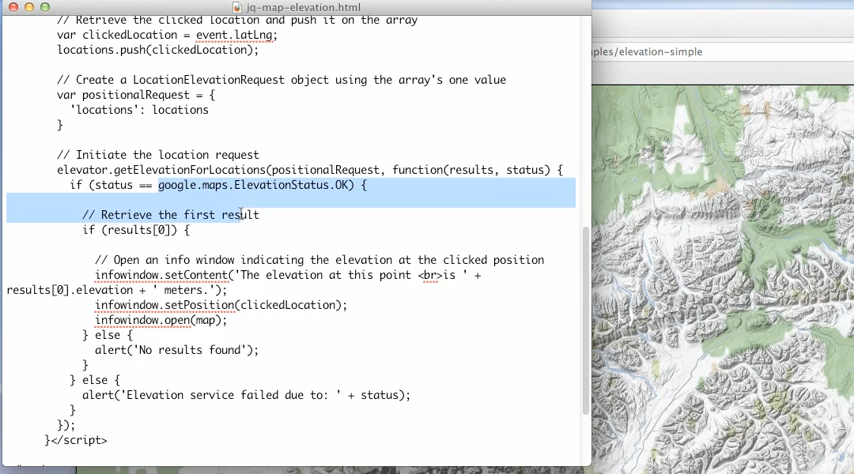 jq-map-elevation.html
// Retrieve the clicked location and push it on the array
var clickedLocation = event.latLng;
locations.push(clickedLocation);
// Create a LocationElevationRequest object using the array's one value
var positionalRequest = {
'locations': locations
}
// Initiate the location request
elevator.getElevationForLocations(positionalRequest, function(results, status) {
if (status == google.maps.ElevationStatus.OK) {
// Retrieve the first result
if (results[0]) {
// Open an info window indicating the elevation at the clicked position
infowindow.setContent('The elevation at this point <br>is ' +
results[0].elevation + ' meters.');
infowindow.setPosition(clickedLocation);
infowindow.open(map);
} else {
alert('No results found');
}
} else {
alert('Elevation service failed due to: ' + status);
}
});
}</script>
ples/elevation-simple